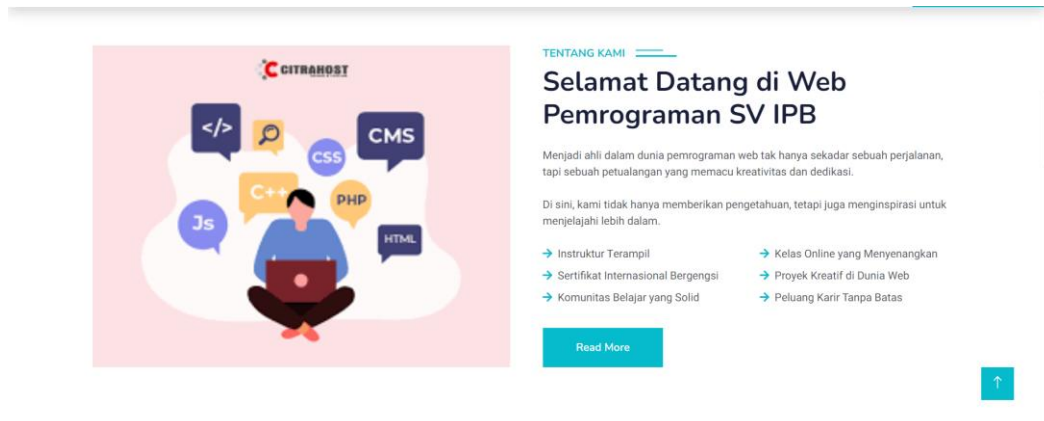 CITRAHOST
</>
CMS
CSS
C++
PHP
Js
HTML
TENTANG KAMI
Selamat Datang di Web
Pemrograman SV IPB
Menjadi ahli dalam dunia pemrograman web tak hanya sekadar sebuah perjalanan,
tapi sebuah petualangan yang memacu kreativitas dan dedikasi.
Di sini, kami tidak hanya memberikan pengetahuan, tetapi juga menginspirasi untuk
menjelajahi lebih dalam.
→ Instruktur Terampil
→ Sertifikat Internasional Bergengsi
→ Komunitas Belajar yang Solid
→ Kelas Online yang Menyenangkan
→ Proyek Kreatif di Dunia Web
→ Peluang Karir Tanpa Batas
Read More